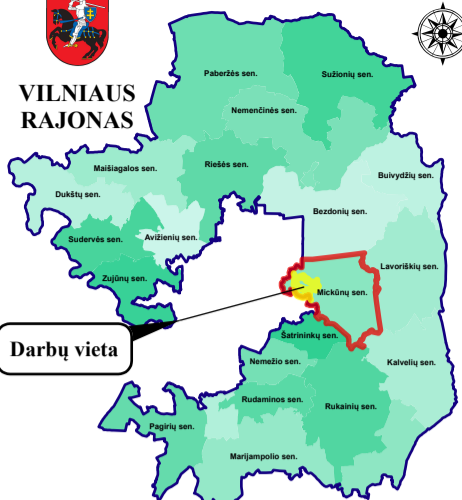 VILNIAUS
RAJONAS
Paberžės sen.
Sužionių sen.
Nemenčinės sen.
Maišiagalos sen.
Riešės sen.
Buivydžių sen.
Dukštų sen.
Bezdonių sen.
Sudervės sen.
Avižienių sen.
Lavoriškių sen.
Zujūnų sen.
Mickūnų sen.
Darbų vieta
Šatrininkų sen.
Nemežio sen.
Kalvelių sen.
Rudaminos sen.
Rukainių sen.
Pagirių sen.
Marijampolio sen.